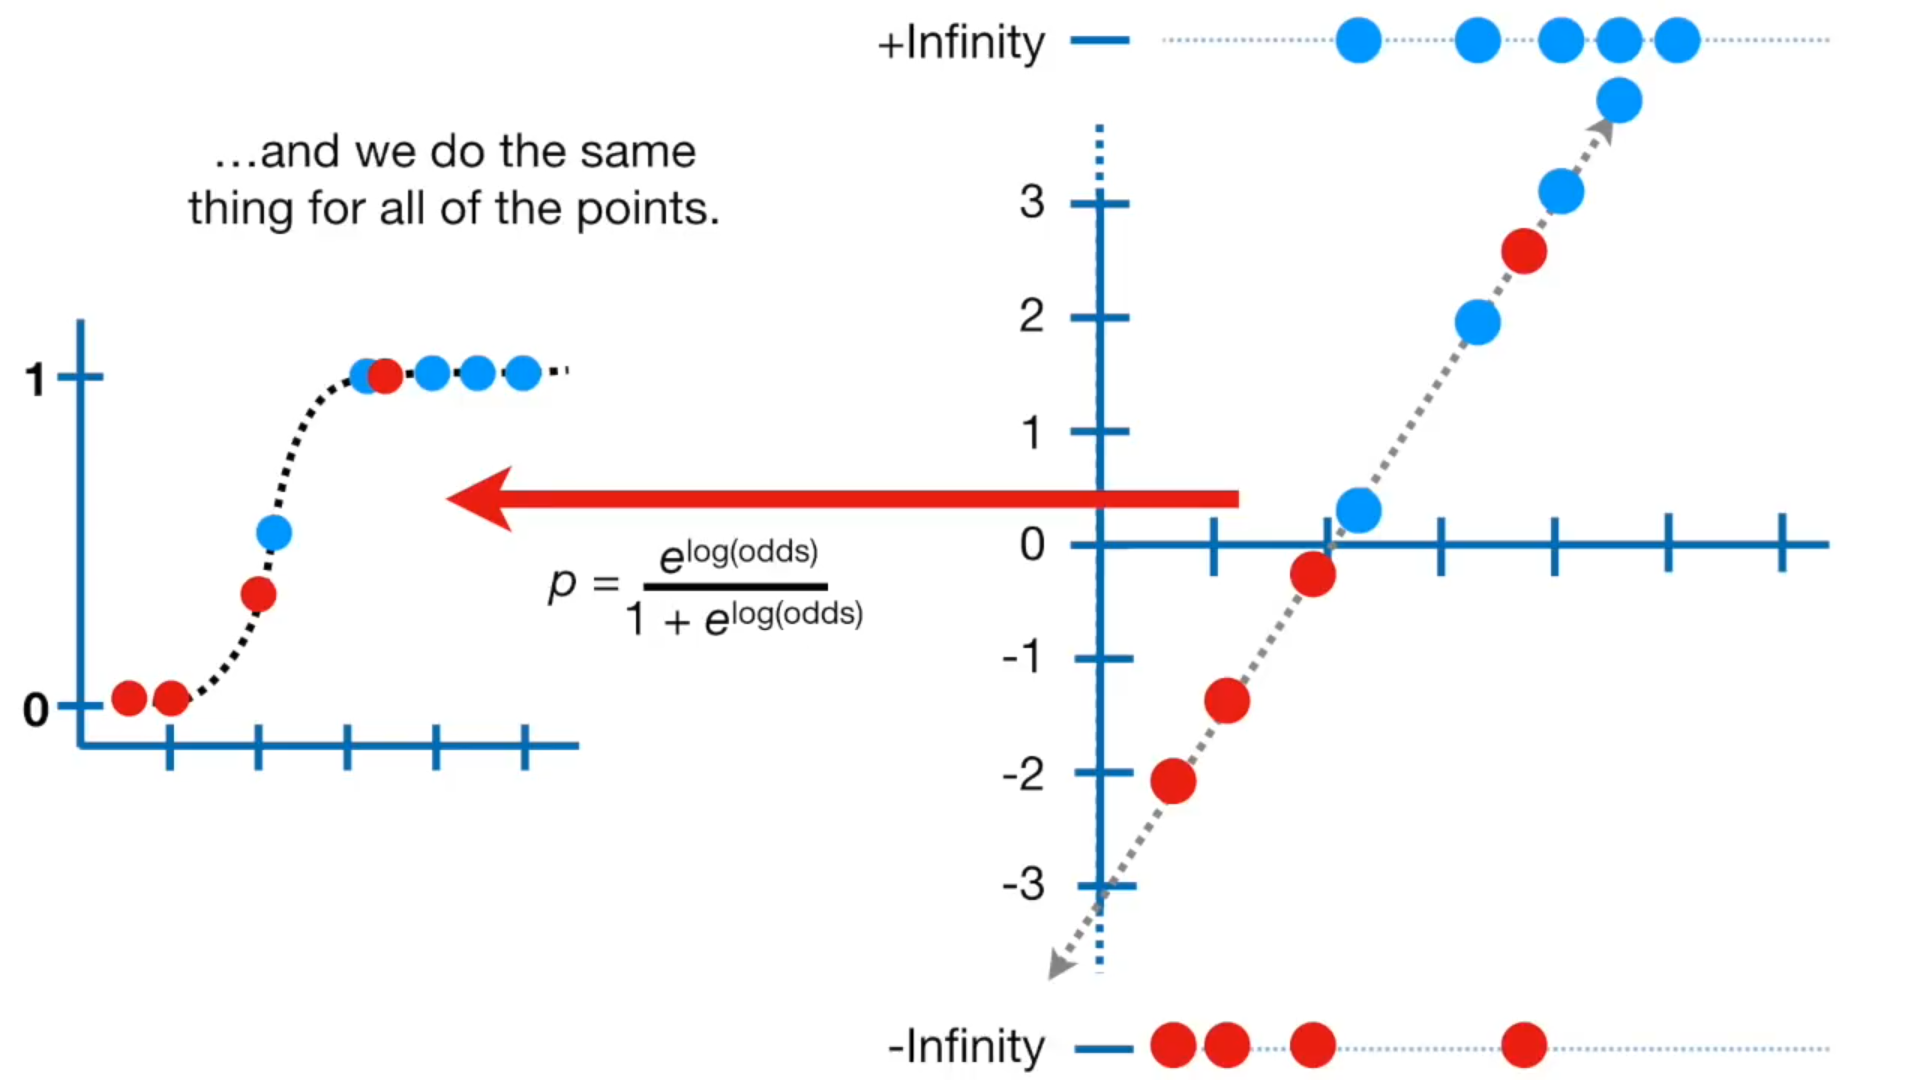 +Infinity
…and we do the same
thing for all of the points.
3
2
1
0
-1
-2
-3
1
0
p = e^log(odds) / 1 + e^log(odds)
-Infinity